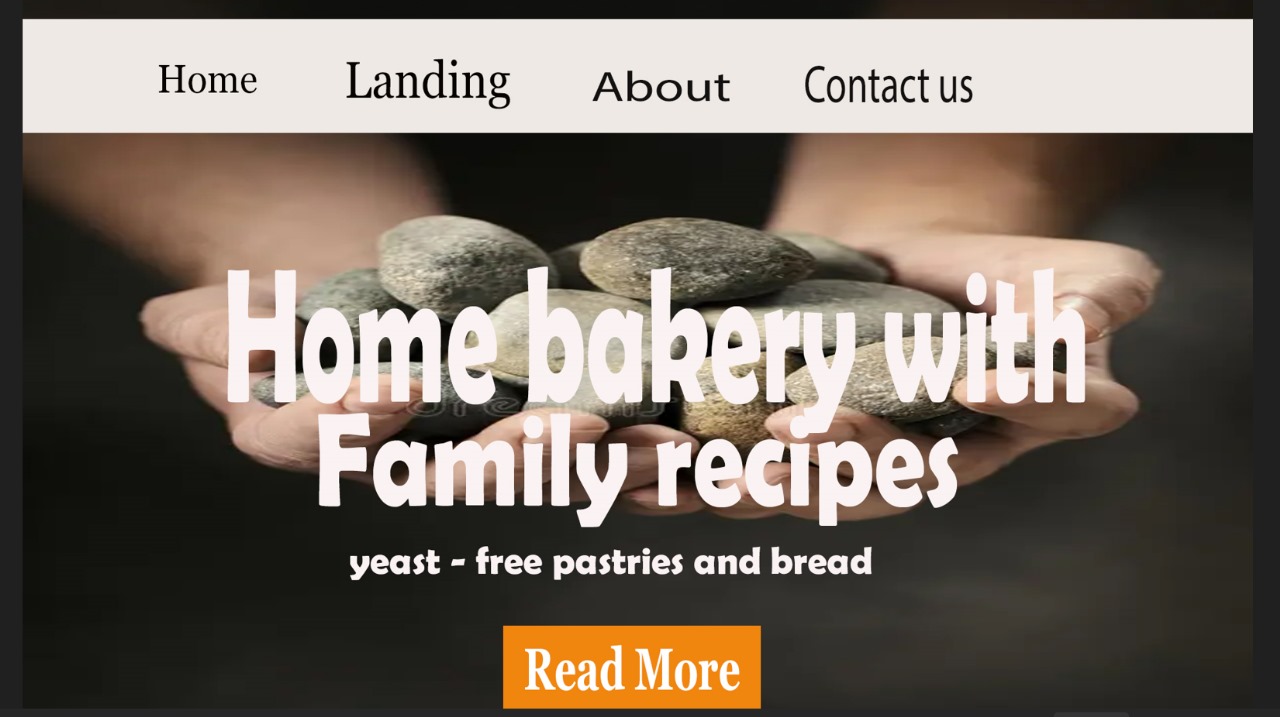 Home Landing About Contact us
Home bakery with
Family recipes
yeast - free pastries and bread
Read More